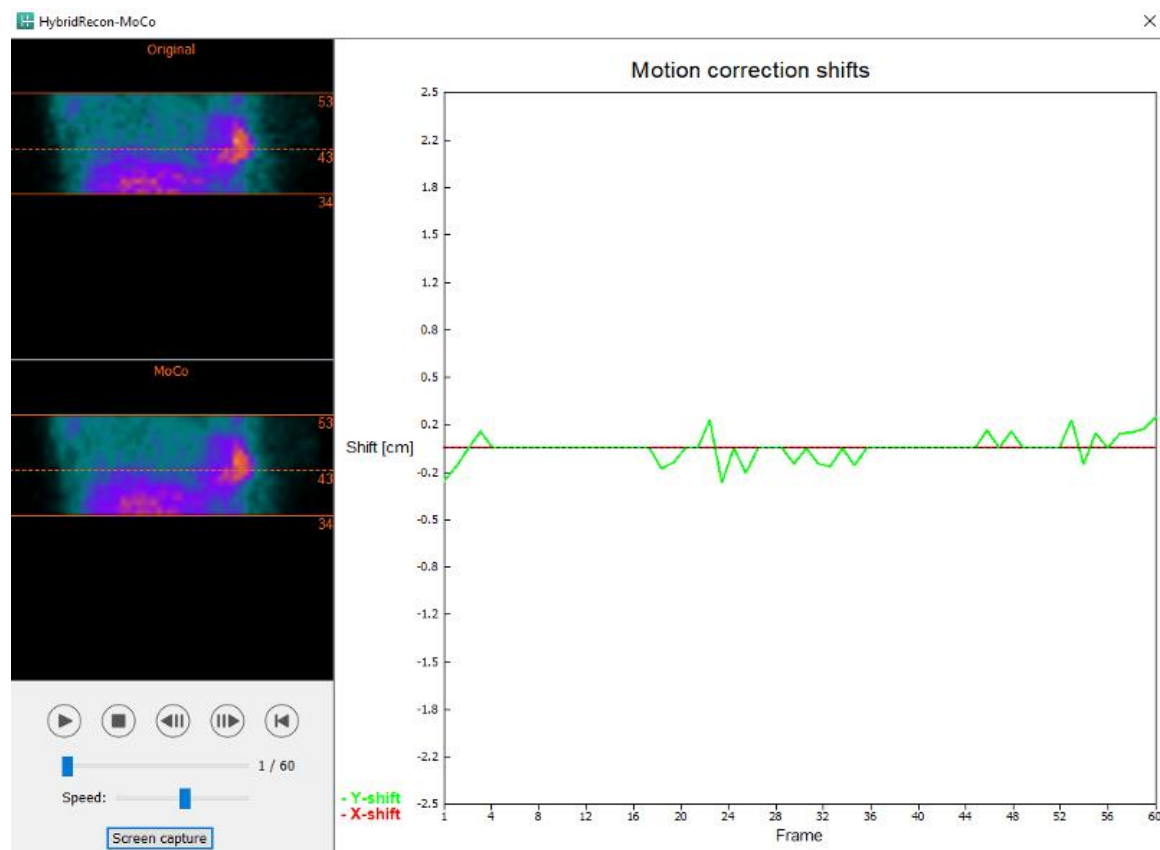 HybridRecon-MoCo
Original
53
43
34
MoCo
53
43
34
1 / 60
Speed:
Screen capture
Motion correction shifts
2.5
2.2
1.8
1.5
1.2
0.8
0.5
0.2
Shift [cm]
-0.2
-0.5
-0.8
-1.2
-1.5
-1.8
-2.2
-2.5
- Y-shift
- X-shift
1 4 8 12 16 20 24 28 32 36 40 44 48 52 56 60
Frame